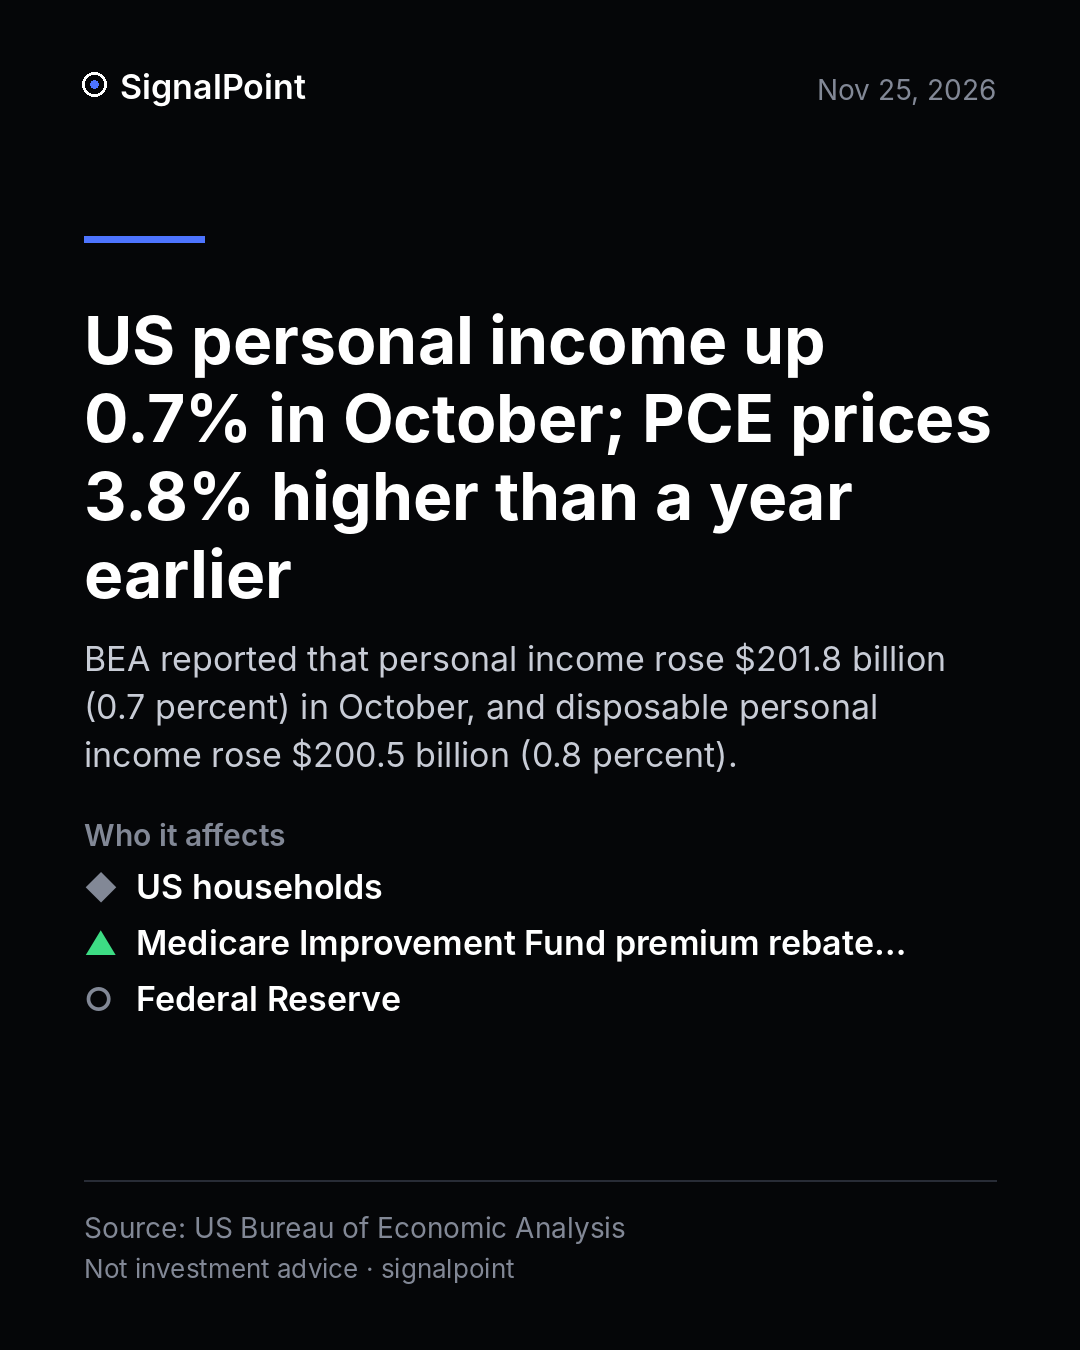 SignalPoint
Nov 25, 2026
US personal income up
0.7% in October; PCE prices
3.8% higher than a year
earlier
BEA reported that personal income rose $201.8 billion
(0.7 percent) in October, and disposable personal
income rose $200.5 billion (0.8 percent).
Who it affects
US households
Medicare Improvement Fund premium rebate...
Federal Reserve
Source: US Bureau of Economic Analysis
Not investment advice · signalpoint